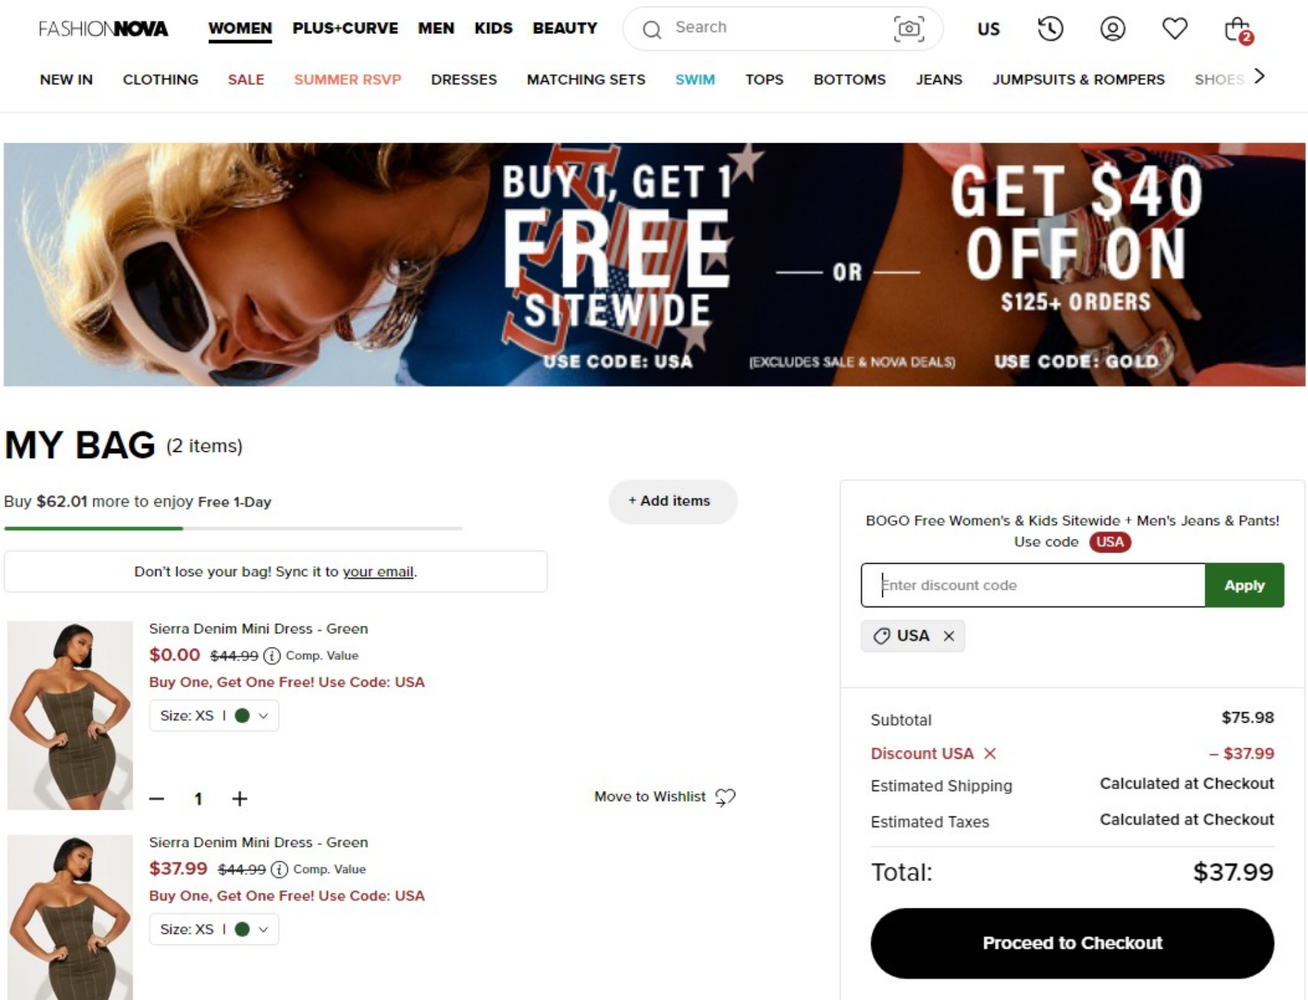 FASHIONNOVA
WOMEN PLUS+CURVE MEN KIDS BEAUTY
Search
US
2
NEW IN CLOTHING SALE SUMMER RSVP DRESSES MATCHING SETS SWIM TOPS BOTTOMS JEANS JUMPSUITS & ROMPERS SHOES
USA
BUY 1, GET 1
FREE
SITEWIDE
USE CODE: USA
OR
(EXCLUDES SALE & NOVA DEALS)
GET $40
OFF ON
$125+ ORDERS
USE CODE: GOLD
MY BAG (2 items)
Buy $62.01 more to enjoy Free 1-Day
+ Add items
Don't lose your bag! Sync it to your email.
Sierra Denim Mini Dress - Green
$0.00 $44.99 i Comp. Value
Buy One, Get One Free! Use Code: USA
Size: XS |
— 1 +
Move to Wishlist
Sierra Denim Mini Dress - Green
$37.99 $44.99 i Comp. Value
Buy One, Get One Free! Use Code: USA
Size: XS |
BOGO Free Women's & Kids Sitewide + Men's Jeans & Pants!
Use code USA
Enter discount code
Apply
USA ×
Subtotal $75.98
Discount USA × – $37.99
Estimated Shipping Calculated at Checkout
Estimated Taxes Calculated at Checkout
Total: $37.99
Proceed to Checkout